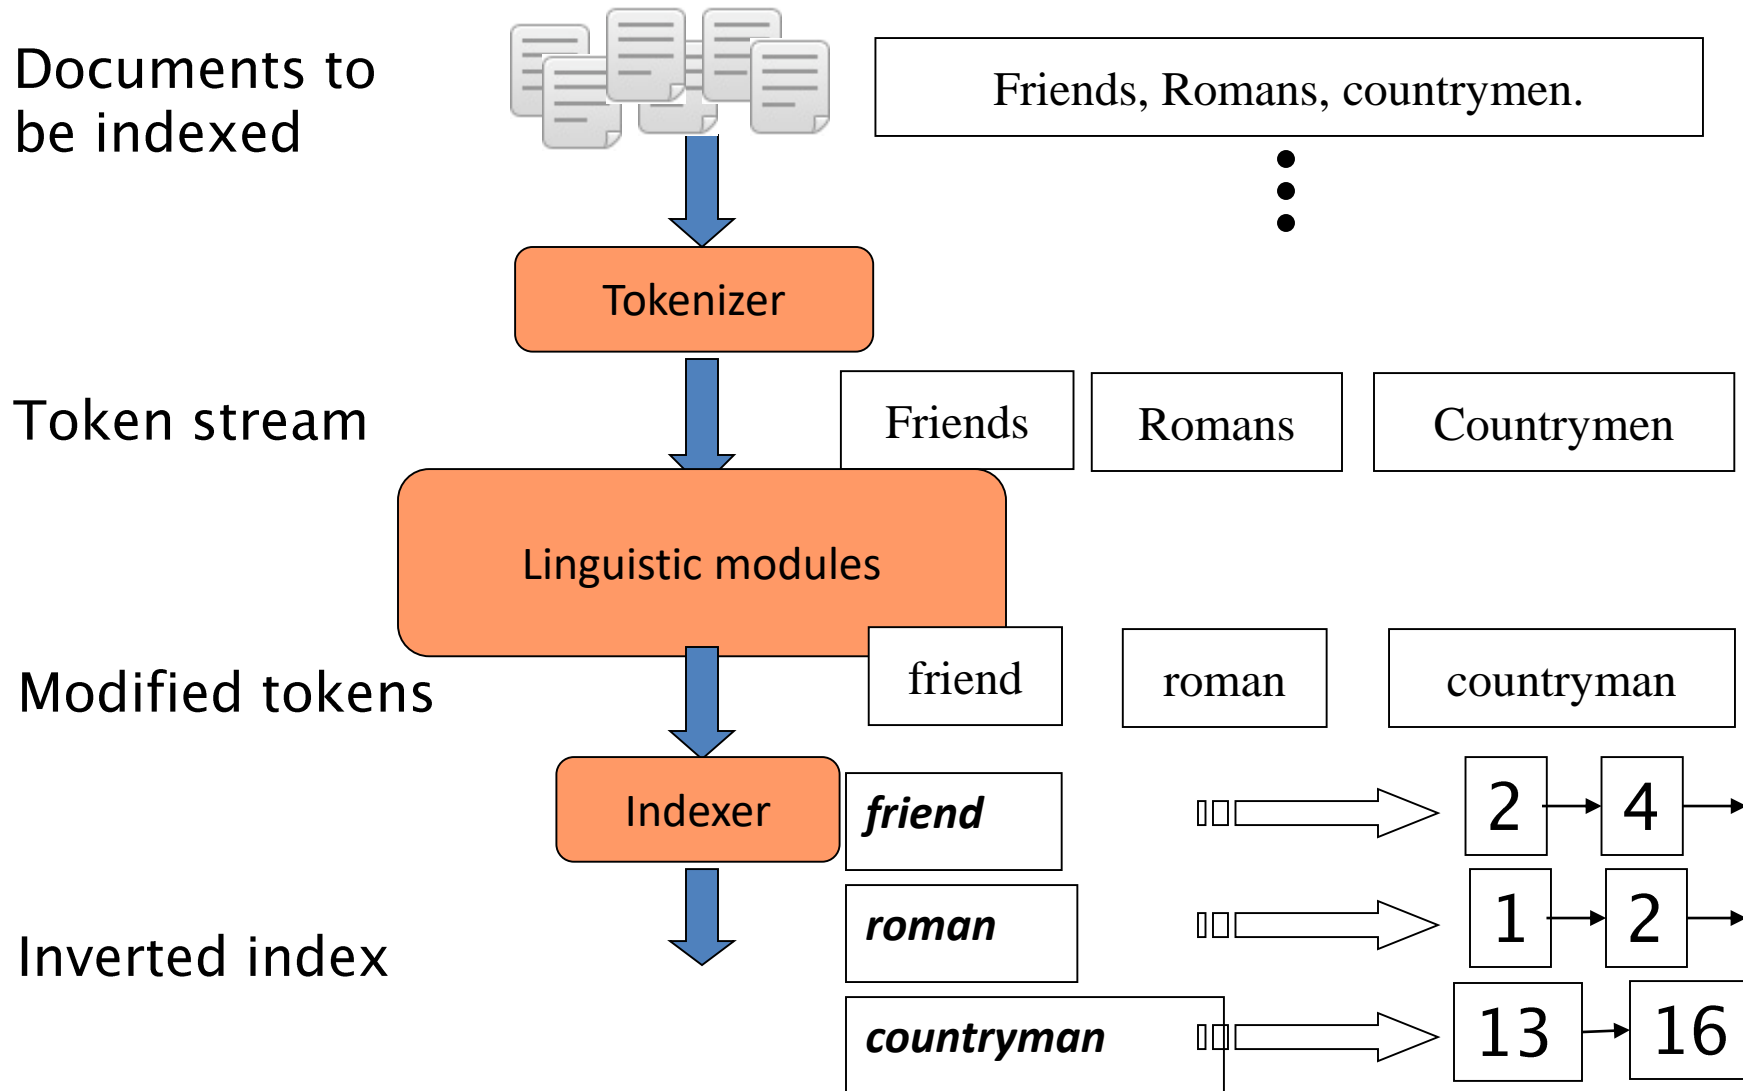 Documents to
be indexed
Friends, Romans, countrymen.
Tokenizer
Token stream
Friends
Romans
Countrymen
Linguistic modules
Modified tokens
friend
roman
countryman
Indexer
friend
2
4
roman
1
2
Inverted index
countryman
13
16